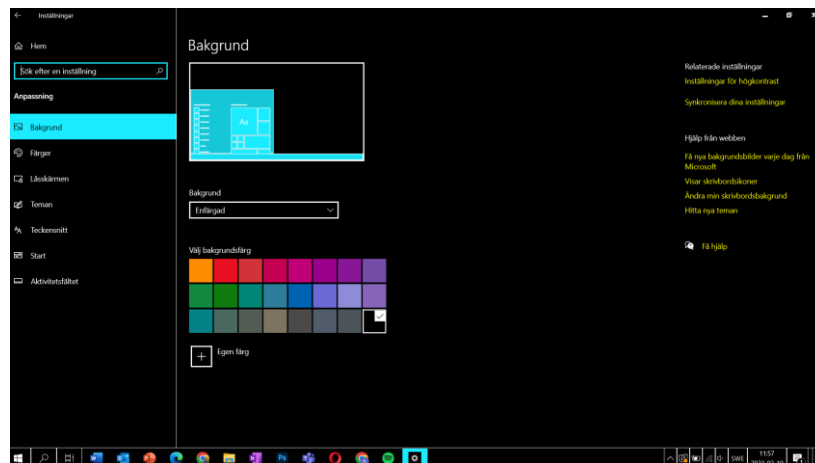 Inställningar
Hem
Sök efter en inställning
Anpassning
Bakgrund
Färger
Låsskärmen
Teman
Teckensnitt
Start
Aktivitetsfältet
Bakgrund
Aa
Bakgrund
Enfärgad
Välj bakgrundsfärg
Egen färg
Relaterade inställningar
Inställningar för högkontrast
Synkronisera dina inställningar
Hjälp från webben
Få nya bakgrundsbilder varje dag från
Microsoft
Visar skrivbordsikoner
Ändra min skrivbordsbakgrund
Hitta nya teman
Få hjälp
Ps
SWE
11:57